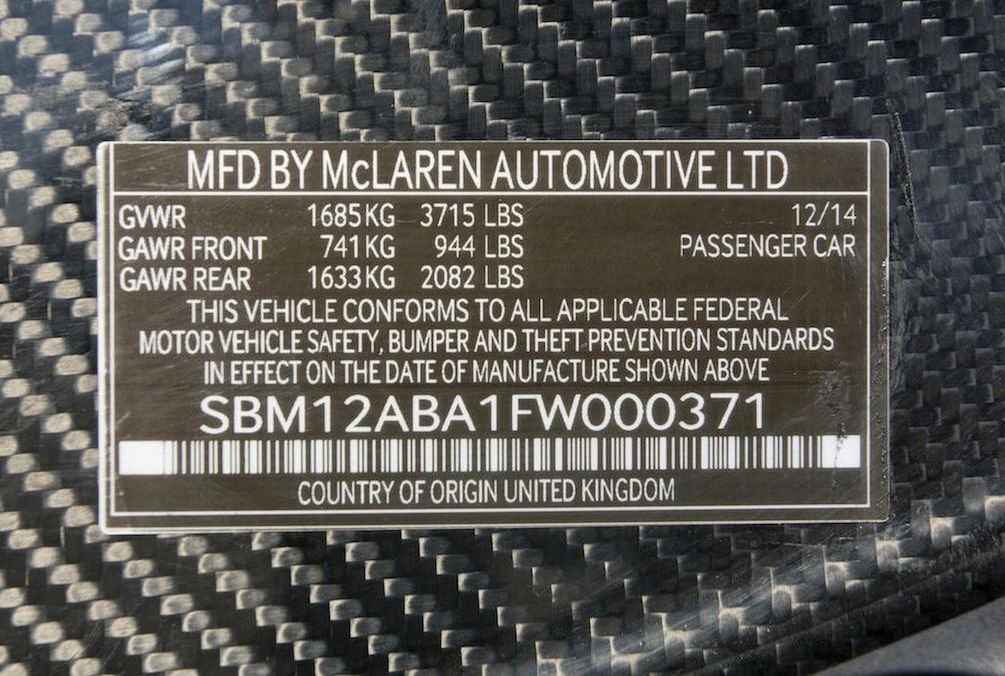 MFD BY McLAREN AUTOMOTIVE LTD
GVWR 1685KG 3715 LBS 12/14
GAWR FRONT 741KG 944 LBS PASSENGER CAR
GAWR REAR 1633KG 2082 LBS
THIS VEHICLE CONFORMS TO ALL APPLICABLE FEDERAL
MOTOR VEHICLE SAFETY, BUMPER AND THEFT PREVENTION STANDARDS
IN EFFECT ON THE DATE OF MANUFACTURE SHOWN ABOVE
SBM12ABA1FW000371
COUNTRY OF ORIGIN UNITED KINGDOM